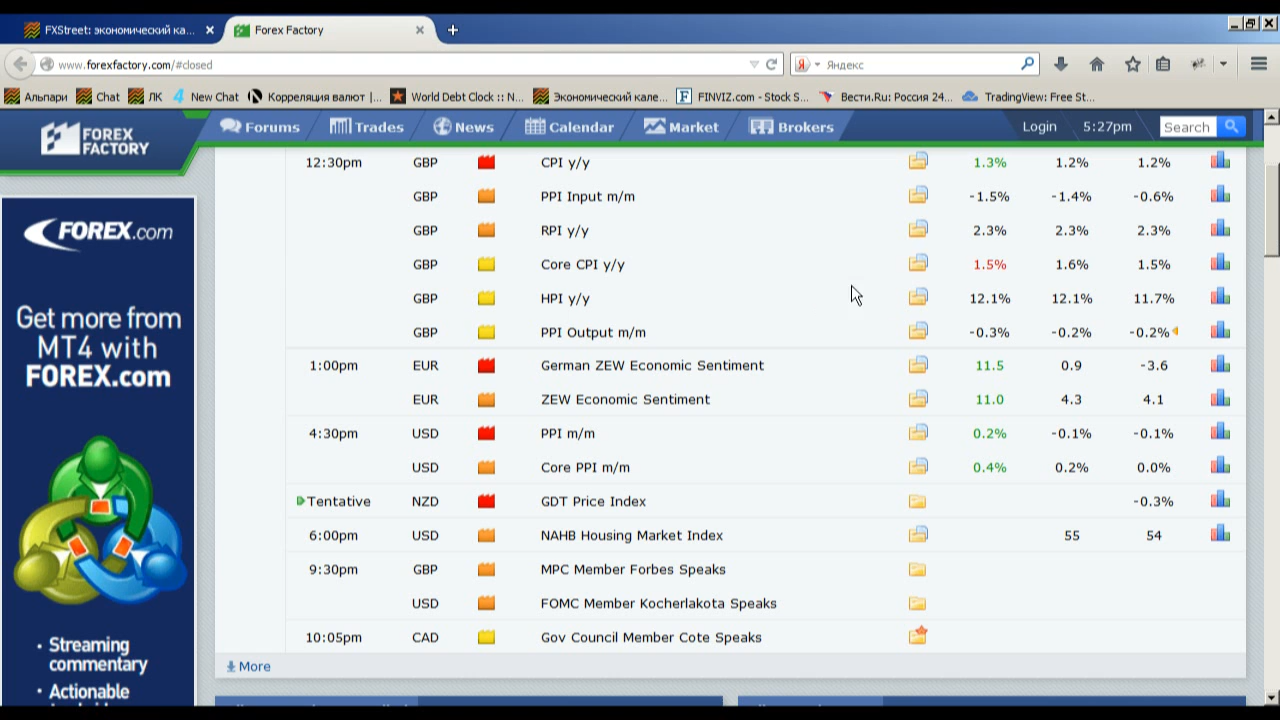 FXStreet: экономический ка...
Forex Factory
www.forexfactory.com/#closed
Яндекс
Альпари
Chat
ЛК
New Chat
Корреляция валют |...
World Debt Clock :: N...
Экономический кале...
FINVIZ.com - Stock S...
Вести.Ru: Россия 24...
TradingView: Free St...
FOREX FACTORY
Forums
Trades
News
Calendar
Market
Brokers
Login
5:27pm
Search
12:30pm GBP CPI y/y 1.3% 1.2% 1.2%
GBP PPI Input m/m -1.5% -1.4% -0.6%
GBP RPI y/y 2.3% 2.3% 2.3%
GBP Core CPI y/y 1.5% 1.6% 1.5%
GBP HPI y/y 12.1% 12.1% 11.7%
GBP PPI Output m/m -0.3% -0.2% -0.2%
1:00pm EUR German ZEW Economic Sentiment 11.5 0.9 -3.6
EUR ZEW Economic Sentiment 11.0 4.3 4.1
4:30pm USD PPI m/m 0.2% -0.1% -0.1%
USD Core PPI m/m 0.4% 0.2% 0.0%
Tentative NZD GDT Price Index -0.3%
6:00pm USD NAHB Housing Market Index 55 54
9:30pm GBP MPC Member Forbes Speaks
USD FOMC Member Kocherlakota Speaks
10:05pm CAD Gov Council Member Cote Speaks
More
FOREX.com
Get more from
MT4 with
FOREX.com
· Streaming
commentary
· Actionable